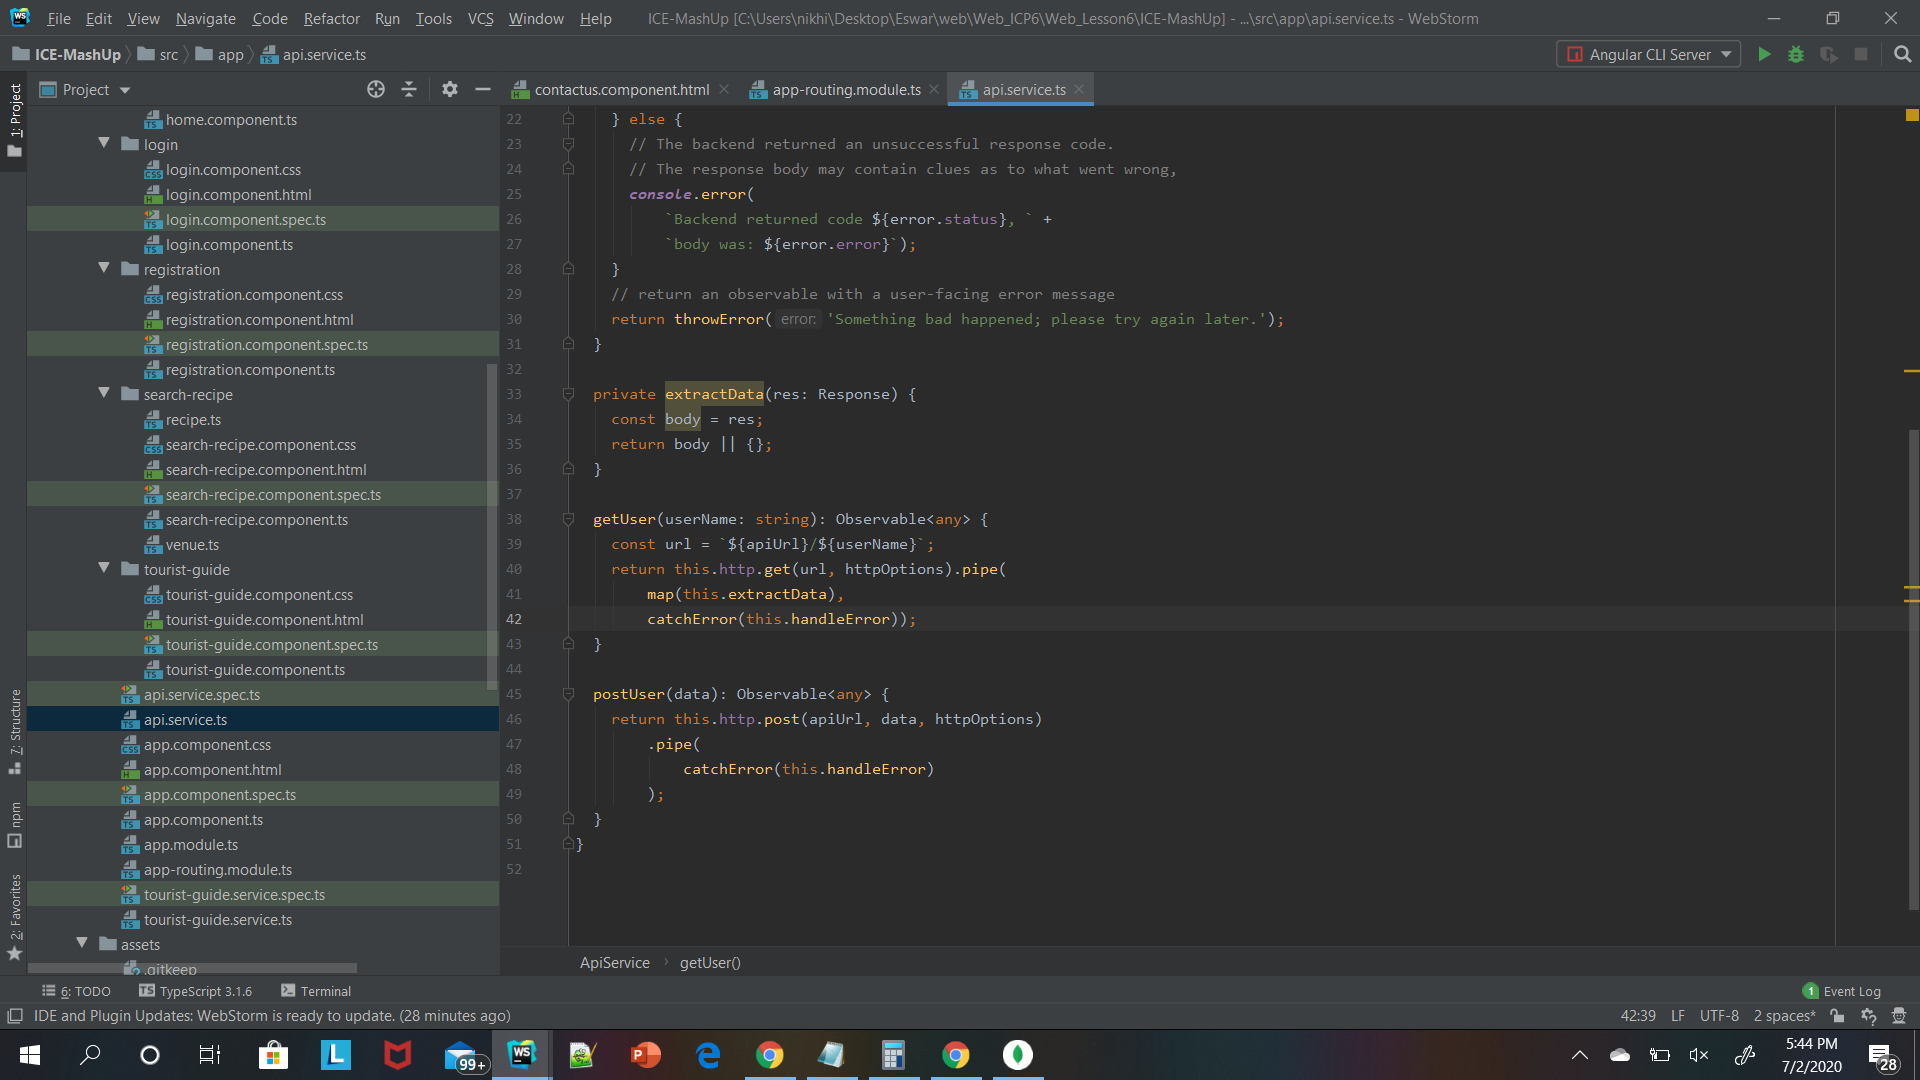 File Edit View Navigate Code Refactor Run Tools VCS Window Help ICE-MashUp [C:\Users\nikhi\Desktop\Eswar\web\Web_ICP6\Web_Lesson6\ICE-MashUp] - ...\src\app\api.service.ts - WebStorm
ICE-MashUp src app api.service.ts Angular CLI Server
Project contactus.component.html app-routing.module.ts api.service.ts
1: Project
7: Structure
npm
2: Favorites
home.component.ts
login
login.component.css
login.component.html
login.component.spec.ts
login.component.ts
registration
registration.component.css
registration.component.html
registration.component.spec.ts
registration.component.ts
search-recipe
recipe.ts
search-recipe.component.css
search-recipe.component.html
search-recipe.component.spec.ts
search-recipe.component.ts
venue.ts
tourist-guide
tourist-guide.component.css
tourist-guide.component.html
tourist-guide.component.spec.ts
tourist-guide.component.ts
api.service.spec.ts
api.service.ts
app.component.css
app.component.html
app.component.spec.ts
app.component.ts
app.module.ts
app-routing.module.ts
tourist-guide.service.spec.ts
tourist-guide.service.ts
assets
.gitkeep
22 } else {
23 // The backend returned an unsuccessful response code.
24 // The response body may contain clues as to what went wrong,
25 console.error(
26 `Backend returned code ${error.status}, ` +
27 `body was: ${error.error}`);
28 }
29 // return an observable with a user-facing error message
30 return throwError( error: 'Something bad happened; please try again later.');
31 }
32
33 private extractData(res: Response) {
34 const body = res;
35 return body || {};
36 }
37
38 getUser(userName: string): Observable<any> {
39 const url = `${apiUrl}/${userName}`;
40 return this.http.get(url, httpOptions).pipe(
41 map(this.extractData),
42 catchError(this.handleError));
43 }
44
45 postUser(data): Observable<any> {
46 return this.http.post(apiUrl, data, httpOptions)
47 .pipe(
48 catchError(this.handleError)
49 );
50 }
51 }
52
ApiService getUser()
6: TODO TypeScript 3.1.6 Terminal 1 Event Log
IDE and Plugin Updates: WebStorm is ready to update. (28 minutes ago) 42:39 LF UTF-8 2 spaces*
99+ 5:44 PM
7/2/2020 28